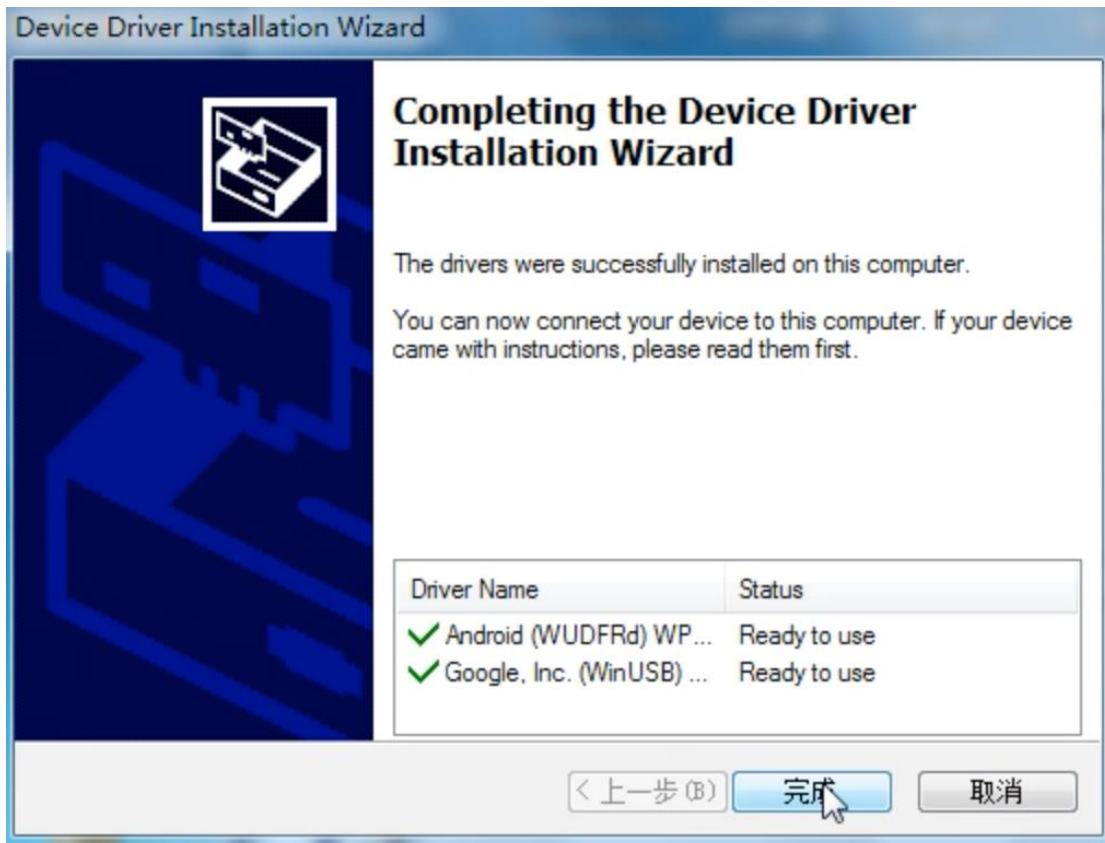 Device Driver Installation Wizard
Completing the Device Driver
Installation Wizard
The drivers were successfully installed on this computer.
You can now connect your device to this computer. If your device
came with instructions, please read them first.
Driver Name Status
Android (WUDFRd) WP... Ready to use
Google, Inc. (WinUSB) ... Ready to use
< 上一步(B) 完成 取消